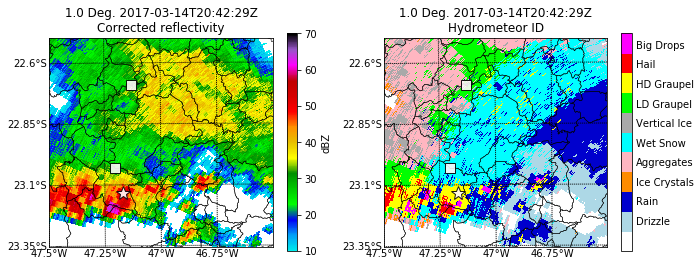 1.0 Deg. 2017-03-14T20:42:29Z
Corrected reflectivity
22.6°S
22.85°S
23.1°S
23.35°S
47.5°W
47.25°W
47°W
46.75°W
70
60
50
40
30
20
10
dBZ
1.0 Deg. 2017-03-14T20:42:29Z
Hydrometeor ID
22.6°S
22.85°S
23.1°S
23.35°S
47.5°W
47.25°W
47°W
46.75°W
Big Drops
Hail
HD Graupel
LD Graupel
Vertical Ice
Wet Snow
Aggregates
Ice Crystals
Rain
Drizzle